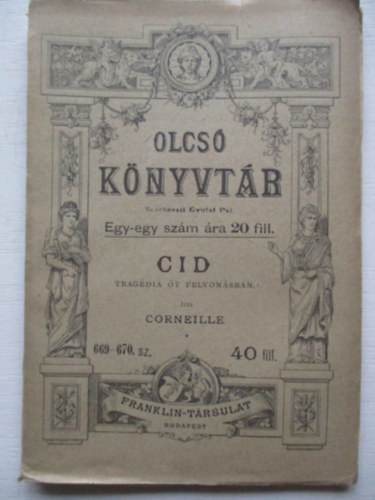 OLCSÓ
KÖNYVTÁR
Szerkeszti Gyulai Pál.
Egy-egy szám ára 20 fill.
CID
TRAGÉDIA ÖT FELVONÁSBAN.
IRTA
CORNEILLE.
669—670. sz.
40 fill.
FRANKLIN-TÁRSULAT
BUDAPEST